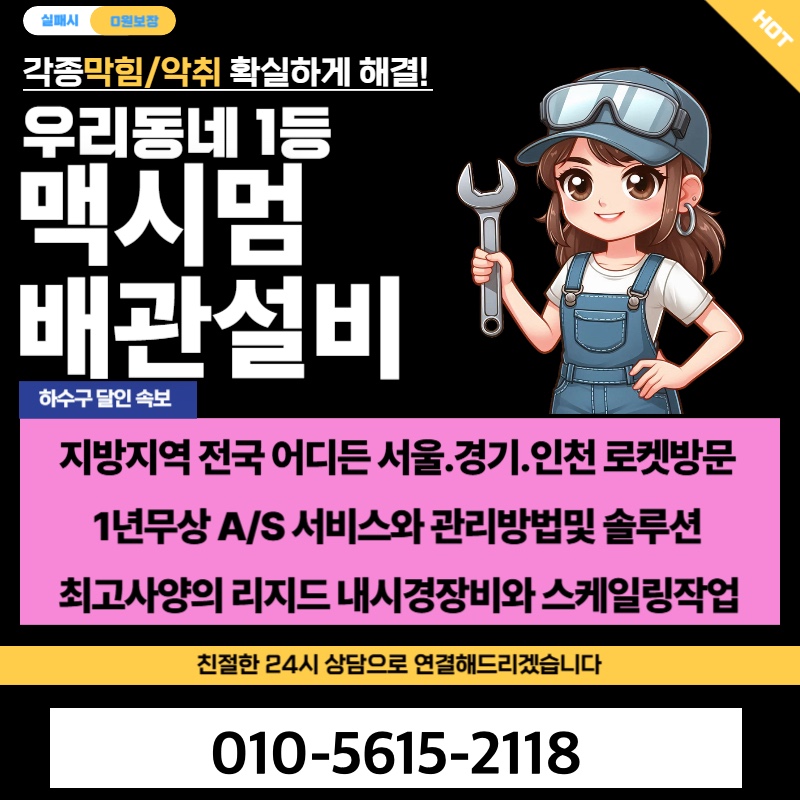 실패시 0원보장
HOT
각종막힘/악취 확실하게 해결!
우리동네 1등
맥시멈
배관설비
하수구 달인 속보
지방지역 전국 어디든 서울.경기.인천 로켓방문
1년무상 A/S 서비스와 관리방법및 솔루션
최고사양의 리지드 내시경장비와 스케일링작업
친절한 24시 상담으로 연결해드리겠습니다
010-5615-2118